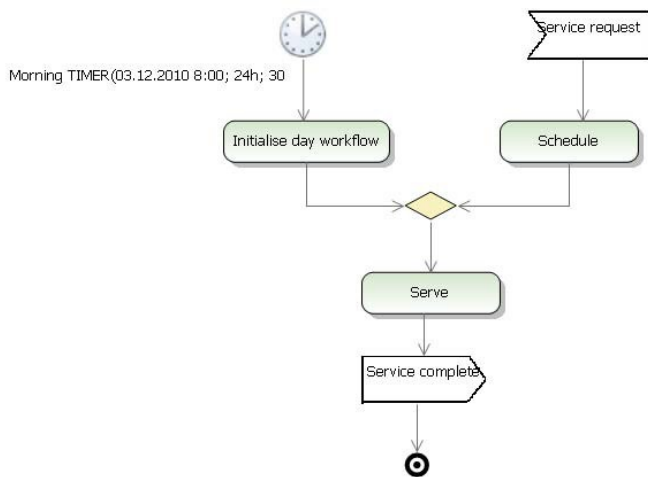 Service request
Morning TIMER(03.12.2010 8:00; 24h; 30
Initialise day workflow
Schedule
Serve
Service complete